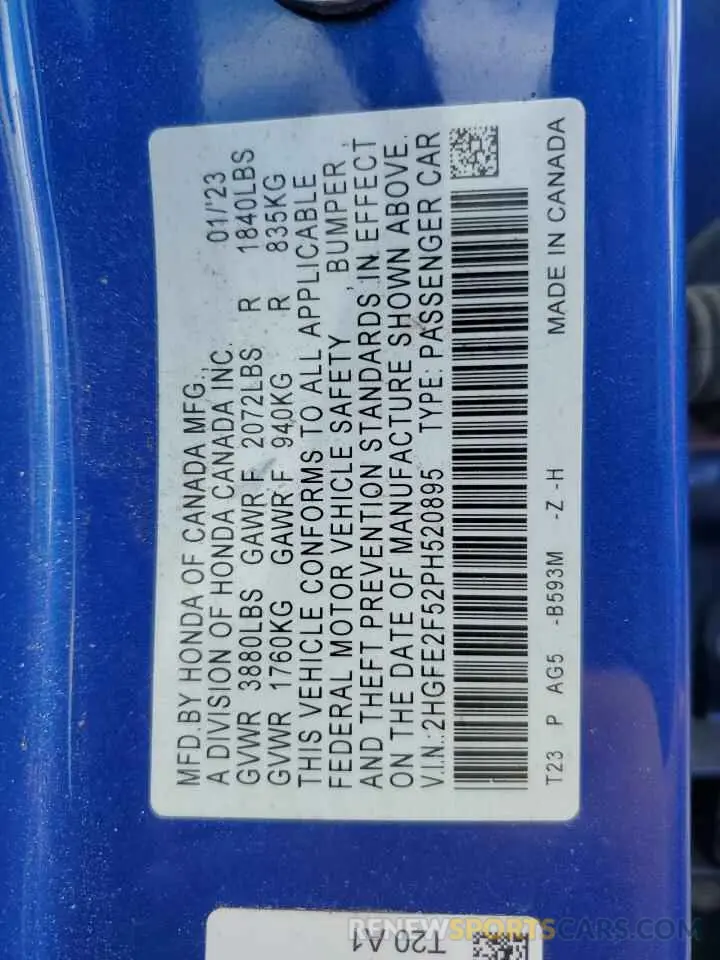 MFD.BY HONDA OF CANADA MFG.,
A DIVISION OF HONDA CANADA INC. 01/'23
GVWR 3880LBS GAWR F 2072LBS R 1840LBS
GVWR 1760KG GAWR F 940KG R 835KG
THIS VEHICLE CONFORMS TO ALL APPLICABLE
FEDERAL MOTOR VEHICLE SAFETY, BUMPER,
AND THEFT PREVENTION STANDARDS IN EFFECT
ON THE DATE OF MANUFACTURE SHOWN ABOVE.
V.I.N.:2HGFE2F52PH520895 TYPE: PASSENGER CAR
T23 P AG5 -B593M -Z -H MADE IN CANADA
T20 A1
RENEWSPORTSCARS.COM